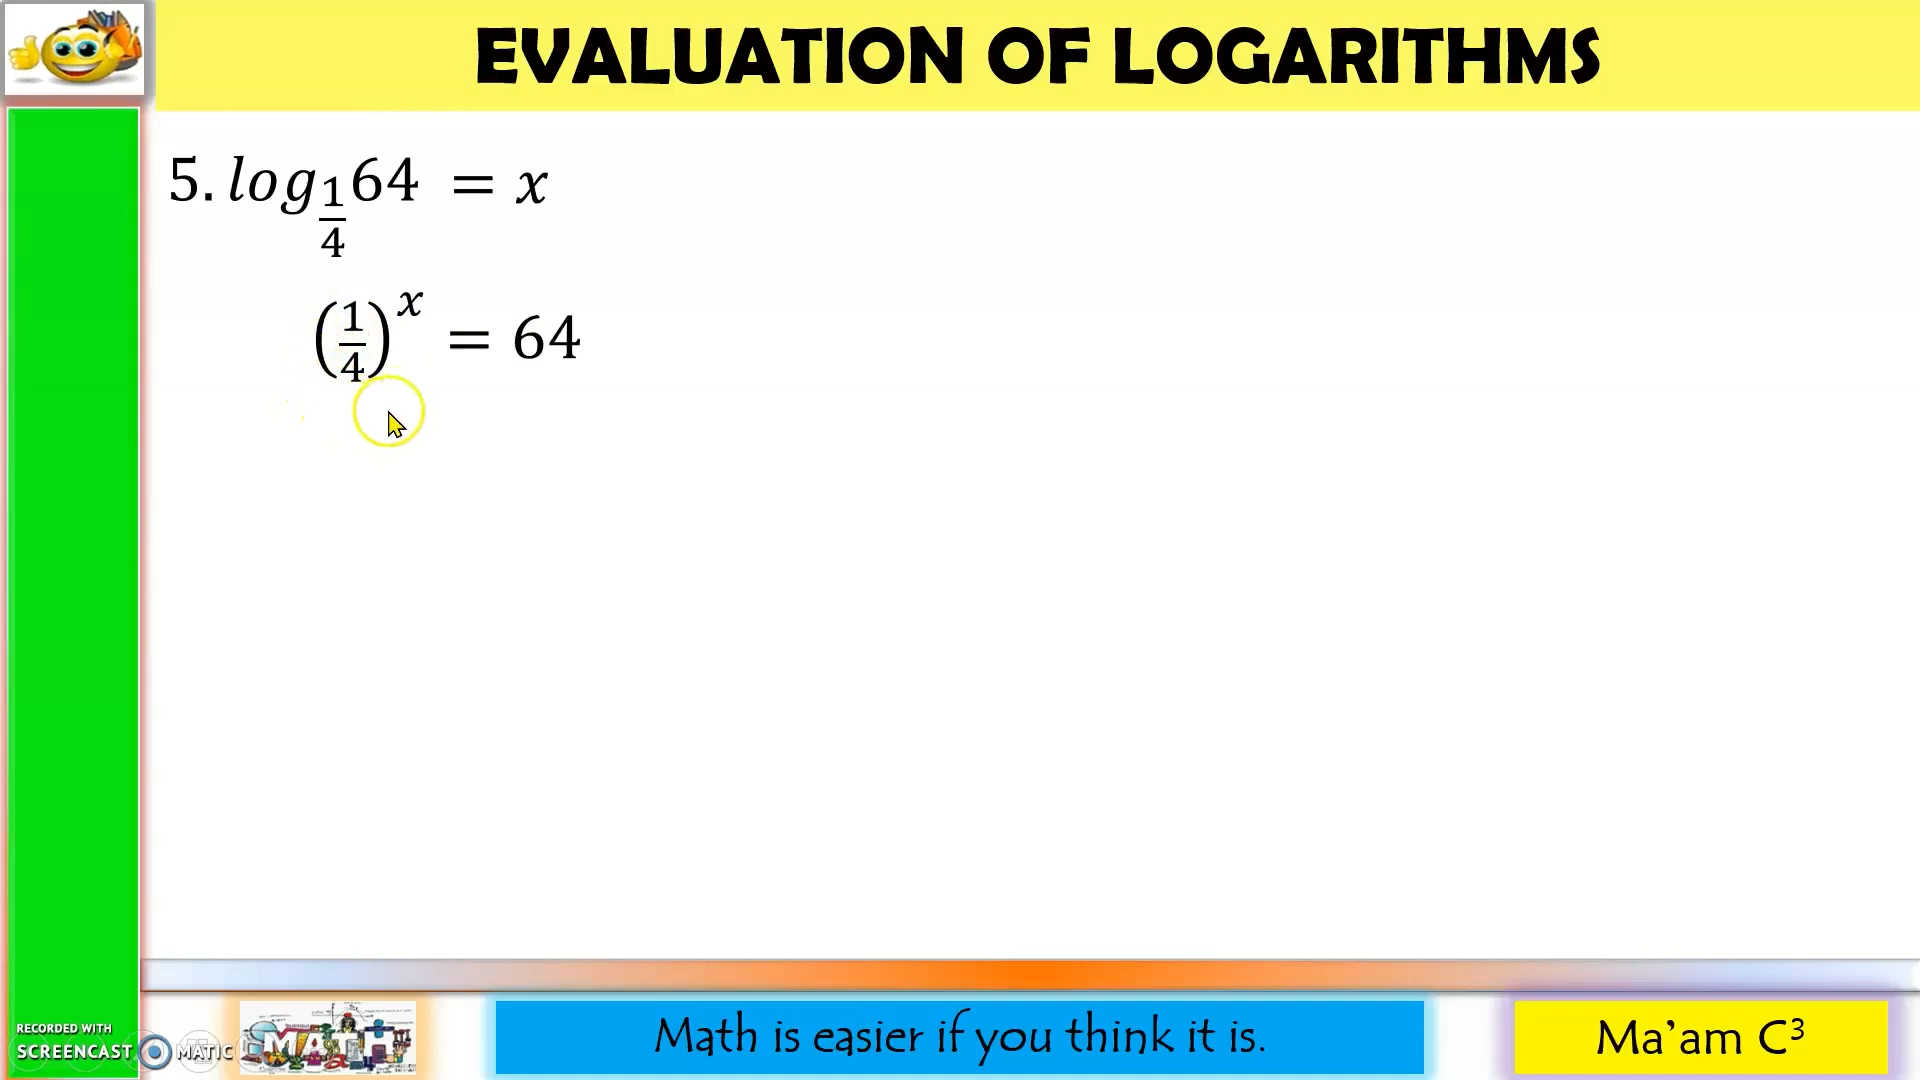 EVALUATION OF LOGARITHMS
5. log_{1/4} 64 = x
(1/4)^x = 64
RECORDED WITH
SCREENCAST MATIC
MATH
Math is easier if you think it is.
Ma'am C³